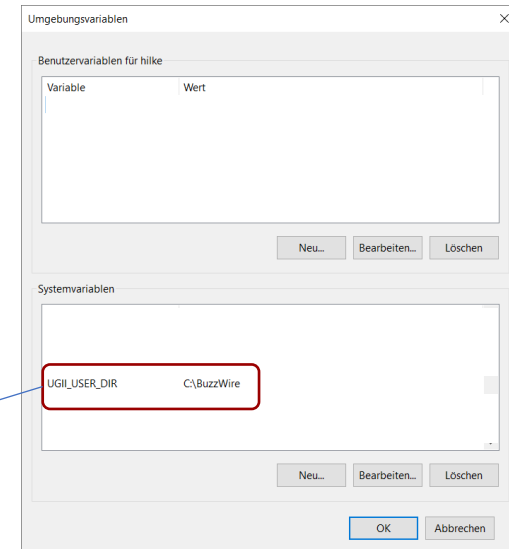 Umgebungsvariablen
Benutzervariablen für hilke
Variable Wert
Neu... Bearbeiten... Löschen
Systemvariablen
UGII_USER_DIR C:\BuzzWire
Neu... Bearbeiten... Löschen
OK Abbrechen